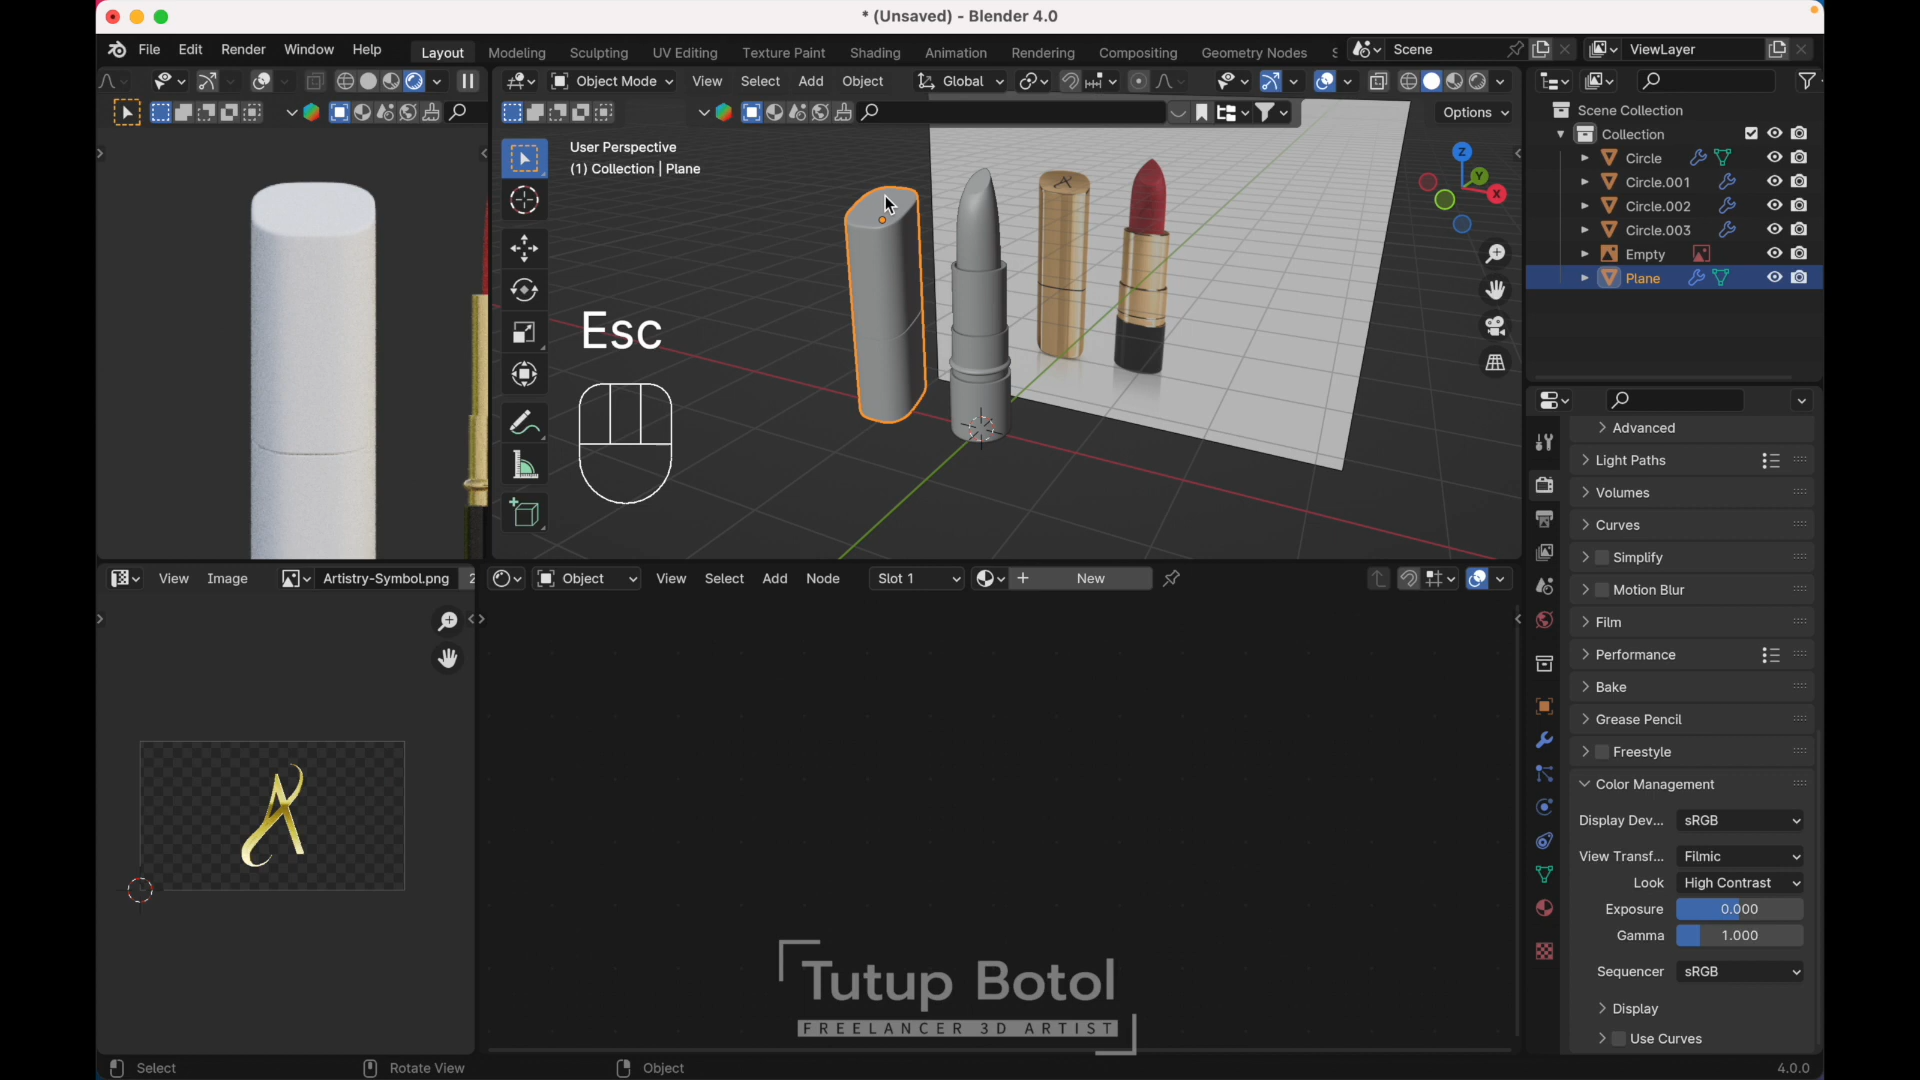 * (Unsaved) - Blender 4.0
File Edit Render Window Help
Layout Modeling Sculpting UV Editing Texture Paint Shading Animation Rendering Compositing Geometry Nodes
Scene
ViewLayer
Object Mode View Select Add Object
Global
Options
User Perspective
(1) Collection | Plane
Z
Y
X
Esc
Scene Collection
Collection
Circle
Circle.001
Circle.002
Circle.003
Empty
Plane
Advanced
Light Paths
Volumes
Curves
Simplify
Motion Blur
Film
Performance
Bake
Grease Pencil
Freestyle
Color Management
Display Dev... sRGB
View Transf... Filmic
Look High Contrast
Exposure 0.000
Gamma 1.000
Sequencer sRGB
Display
Use Curves
View Image Artistry-Symbol.png 2
Object View Select Add Node Slot 1 New
Tutup Botol
FREELANCER 3D ARTIST
Select Rotate View Object 4.0.0